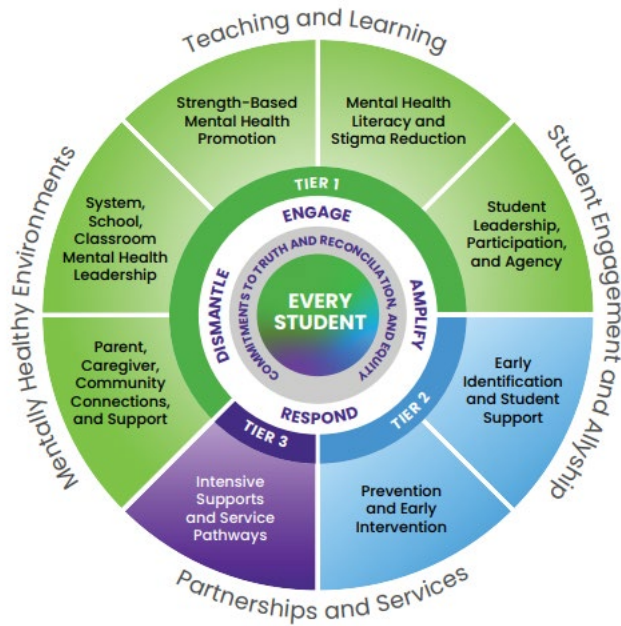 Teaching and Learning
Student Engagement and Allyship
Partnerships and Services
Mentally Healthy Environments
Strength-Based
Mental Health
Promotion
Mental Health
Literacy and
Stigma Reduction
Student
Leadership,
Participation,
and Agency
Early
Identification
and Student
Support
Prevention
and Early
Intervention
Intensive
Supports
and Service
Pathways
Parent,
Caregiver,
Community
Connections,
and Support
System,
School,
Classroom
Mental Health
Leadership
TIER 1
TIER 2
TIER 3
ENGAGE
AMPLIFY
RESPOND
DISMANTLE
COMMITMENTS TO TRUTH AND RECONCILIATION, AND EQUITY
EVERY
STUDENT